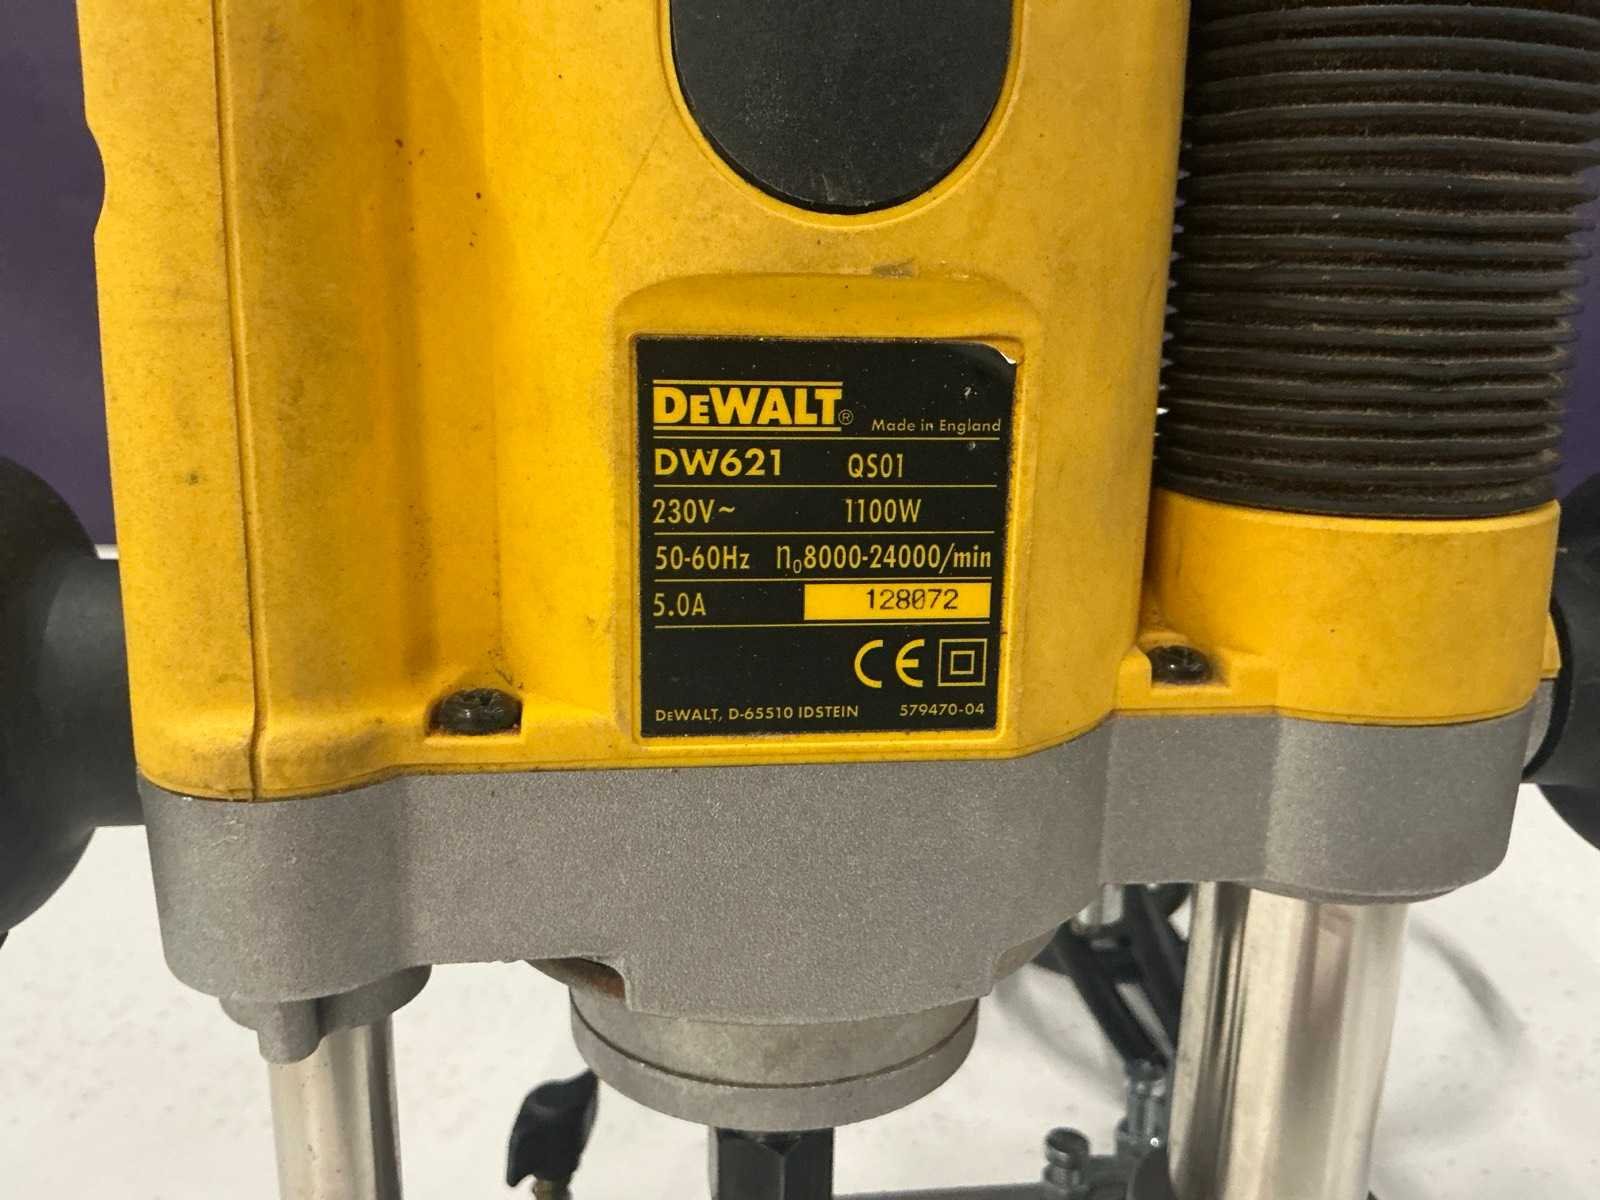 DEWALT®
Made in England
DW621 QS01
230V~ 1100W
50-60Hz n₀8000-24000/min
5.0A 128072
CE
DEWALT, D-65510 IDSTEIN 579470-04